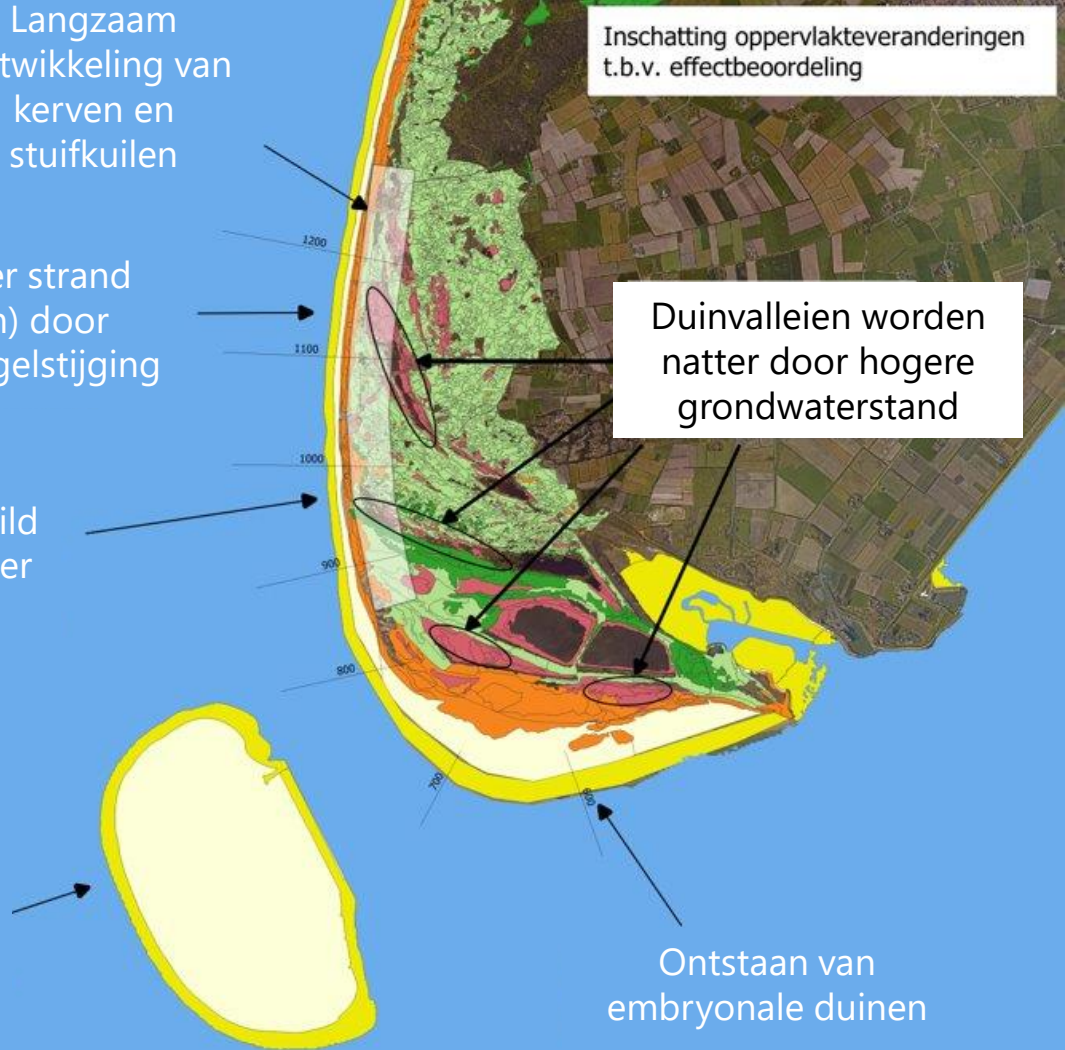 Langzaam
twikkeling van
kerven en
stuifkuilen
Inschatting oppervlakteveranderingen
t.b.v. effectbeoordeling
1200
er strand
n) door
gelstijging
1100
Duinvalleien worden
natter door hogere
grondwaterstand
1000
ild
er
900
800
700
600
Ontstaan van
embryonale duinen